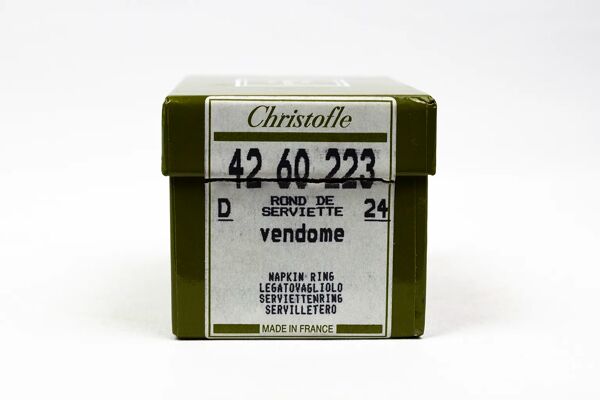 Christofle
42 60 223
D ROND DE SERVIETTE 24
vendome
NAPKIN RING
LEGATOVAGLIOLO
SERVIETTENRING
SERVILLETERO
MADE IN FRANCE